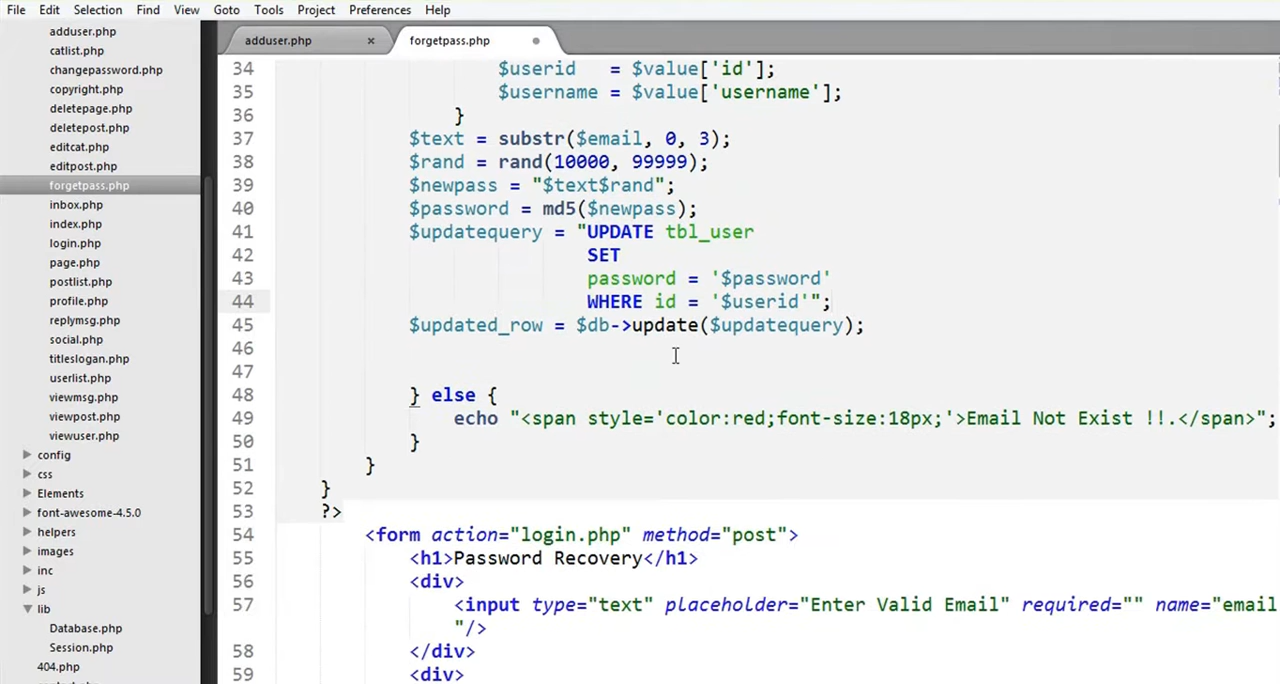 File Edit Selection Find View Goto Tools Project Preferences Help
adduser.php
catlist.php
changepassword.php
copyright.php
deletepage.php
deletepost.php
editcat.php
editpost.php
forgetpass.php
inbox.php
index.php
login.php
page.php
postlist.php
profile.php
replymsg.php
social.php
titleslogan.php
userlist.php
viewmsg.php
viewpost.php
viewuser.php
config
css
Elements
font-awesome-4.5.0
helpers
images
inc
js
lib
Database.php
Session.php
404.php
adduser.php × forgetpass.php
34 $userid = $value['id'];
35 $username = $value['username'];
36 }
37 $text = substr($email, 0, 3);
38 $rand = rand(10000, 99999);
39 $newpass = "$text$rand";
40 $password = md5($newpass);
41 $updatequery = "UPDATE tbl_user
42 SET
43 password = '$password'
44 WHERE id = '$userid'";
45 $updated_row = $db->update($updatequery);
46
47
48 } else {
49 echo "<span style='color:red;font-size:18px;'>Email Not Exist !!.</span>";
50 }
51 }
52 }
53 ?>
54 <form action="login.php" method="post">
55 <h1>Password Recovery</h1>
56 <div>
57 <input type="text" placeholder="Enter Valid Email" required="" name="email
"/>
58 </div>
59 <div>